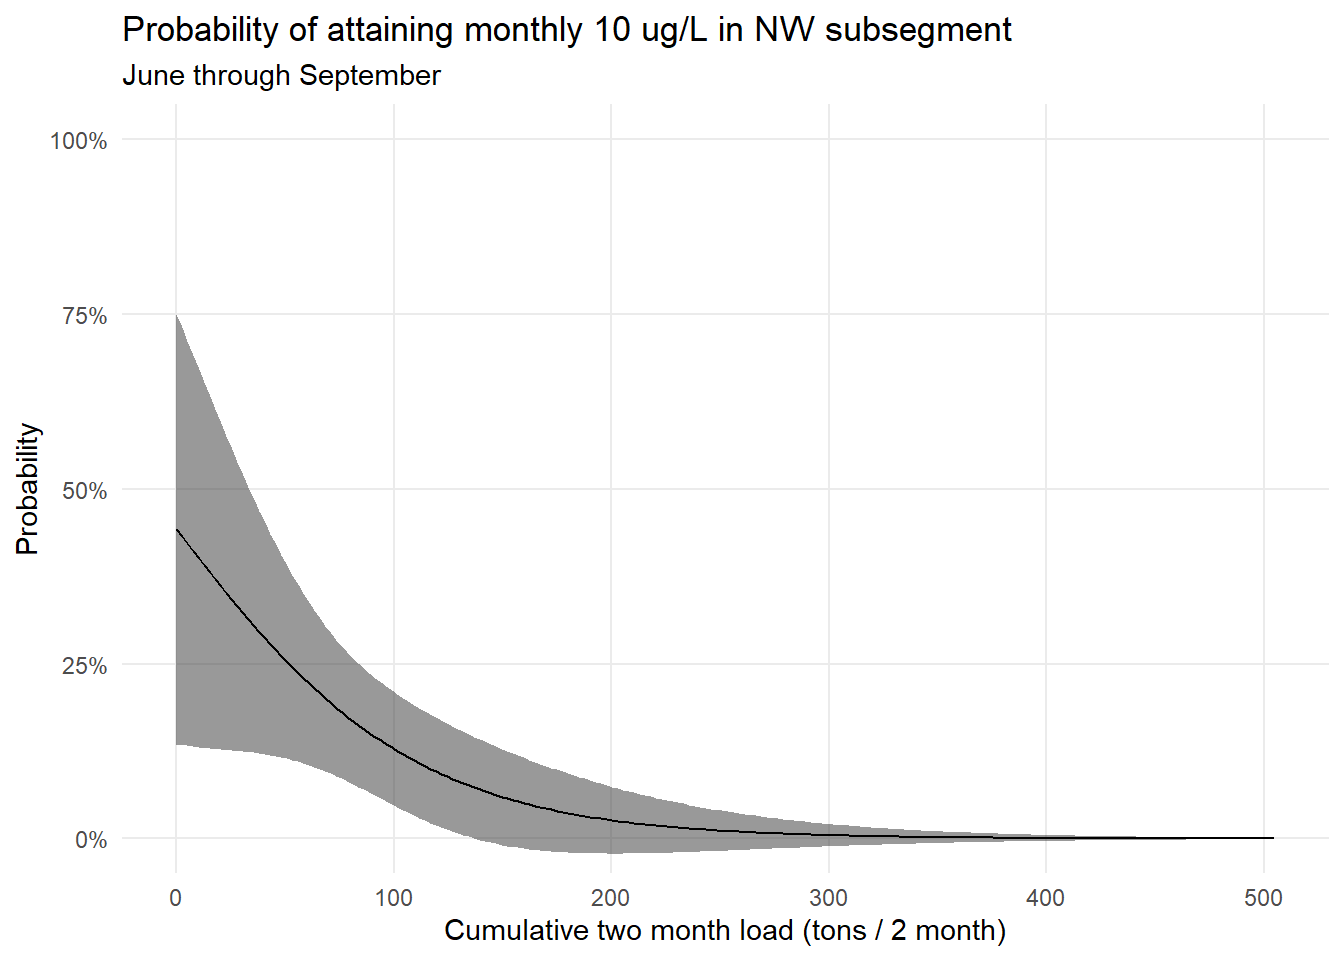 Probability of attaining monthly 10 ug/L in NW subsegment
June through September
100%
75%
50%
25%
0%
Probability
0 100 200 300 400 500
Cumulative two month load (tons / 2 month)